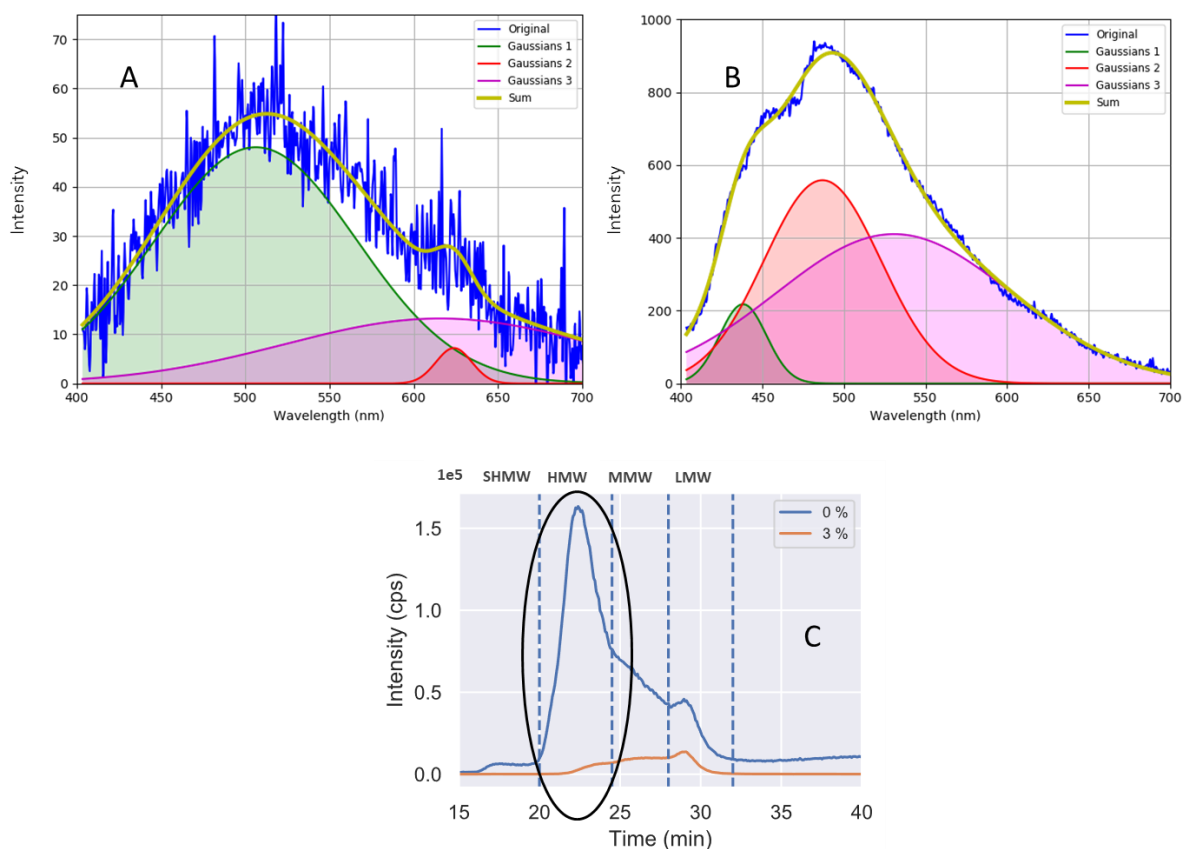 A
Original
Gaussians 1
Gaussians 2
Gaussians 3
Sum
70
60
50
40
30
20
10
0
Intensity
400 450 500 550 600 650 700
Wavelength (nm)
B
Original
Gaussians 1
Gaussians 2
Gaussians 3
Sum
1000
800
600
400
200
0
Intensity
400 450 500 550 600 650 700
Wavelength (nm)
1e5 SHMW HMW MMW LMW
0 %
3 %
C
1.5
1.0
0.5
0.0
Intensity (cps)
15 20 25 30 35 40
Time (min)